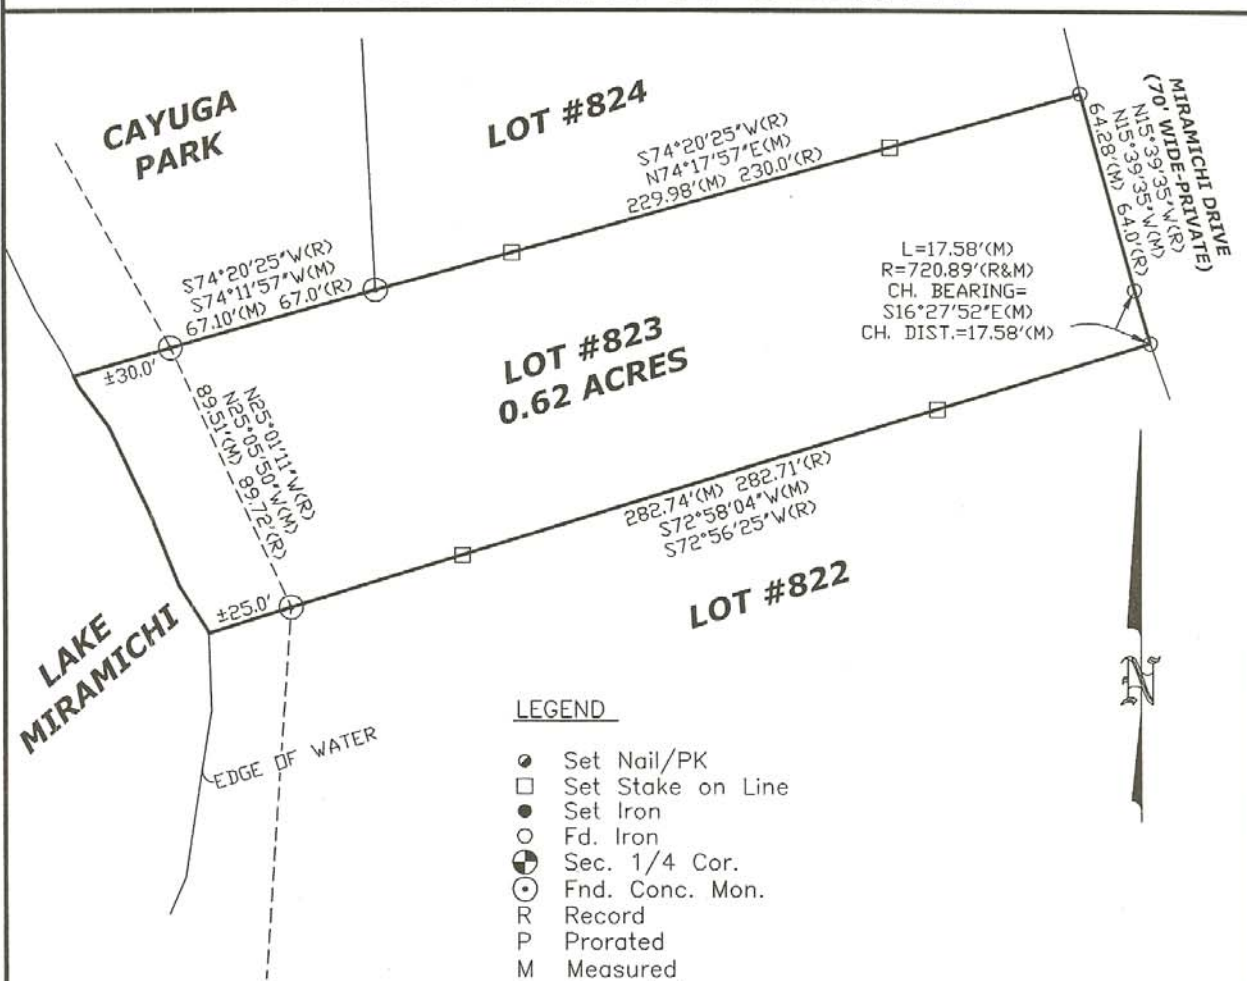 CAYUGA
PARK
LOT #824
S74°20'25"W(R)
N74°17'57"E(M)
229.98'(M) 230.0'(R)
MIRAMICHI DRIVE
(70' WIDE-PRIVATE)
N15°39'35"W(R)
N15°39'35"W(M)
64.28'(M) 64.0'(R)
S74°20'25"W(R)
S74°11'57"W(M)
67.10'(M) 67.0'(R)
L=17.58'(M)
R=720.89'(R&M)
CH. BEARING=
S16°27'52"E(M)
CH. DIST.=17.58'(M)
±30.0'
LOT #823
0.62 ACRES
N25°01'11"W(R)
N25°05'50"W(M)
89.51'(M) 89.72'(R)
282.74'(M) 282.71'(R)
S72°58'04"W(M)
S72°56'25"W(R)
±25.0'
LOT #822
LAKE
MIRAMICHI
N
EDGE OF WATER
LEGEND
Set Nail/PK
Set Stake on Line
Set Iron
Fd. Iron
Sec. 1/4 Cor.
Fnd. Conc. Mon.
R Record
P Prorated
M Measured